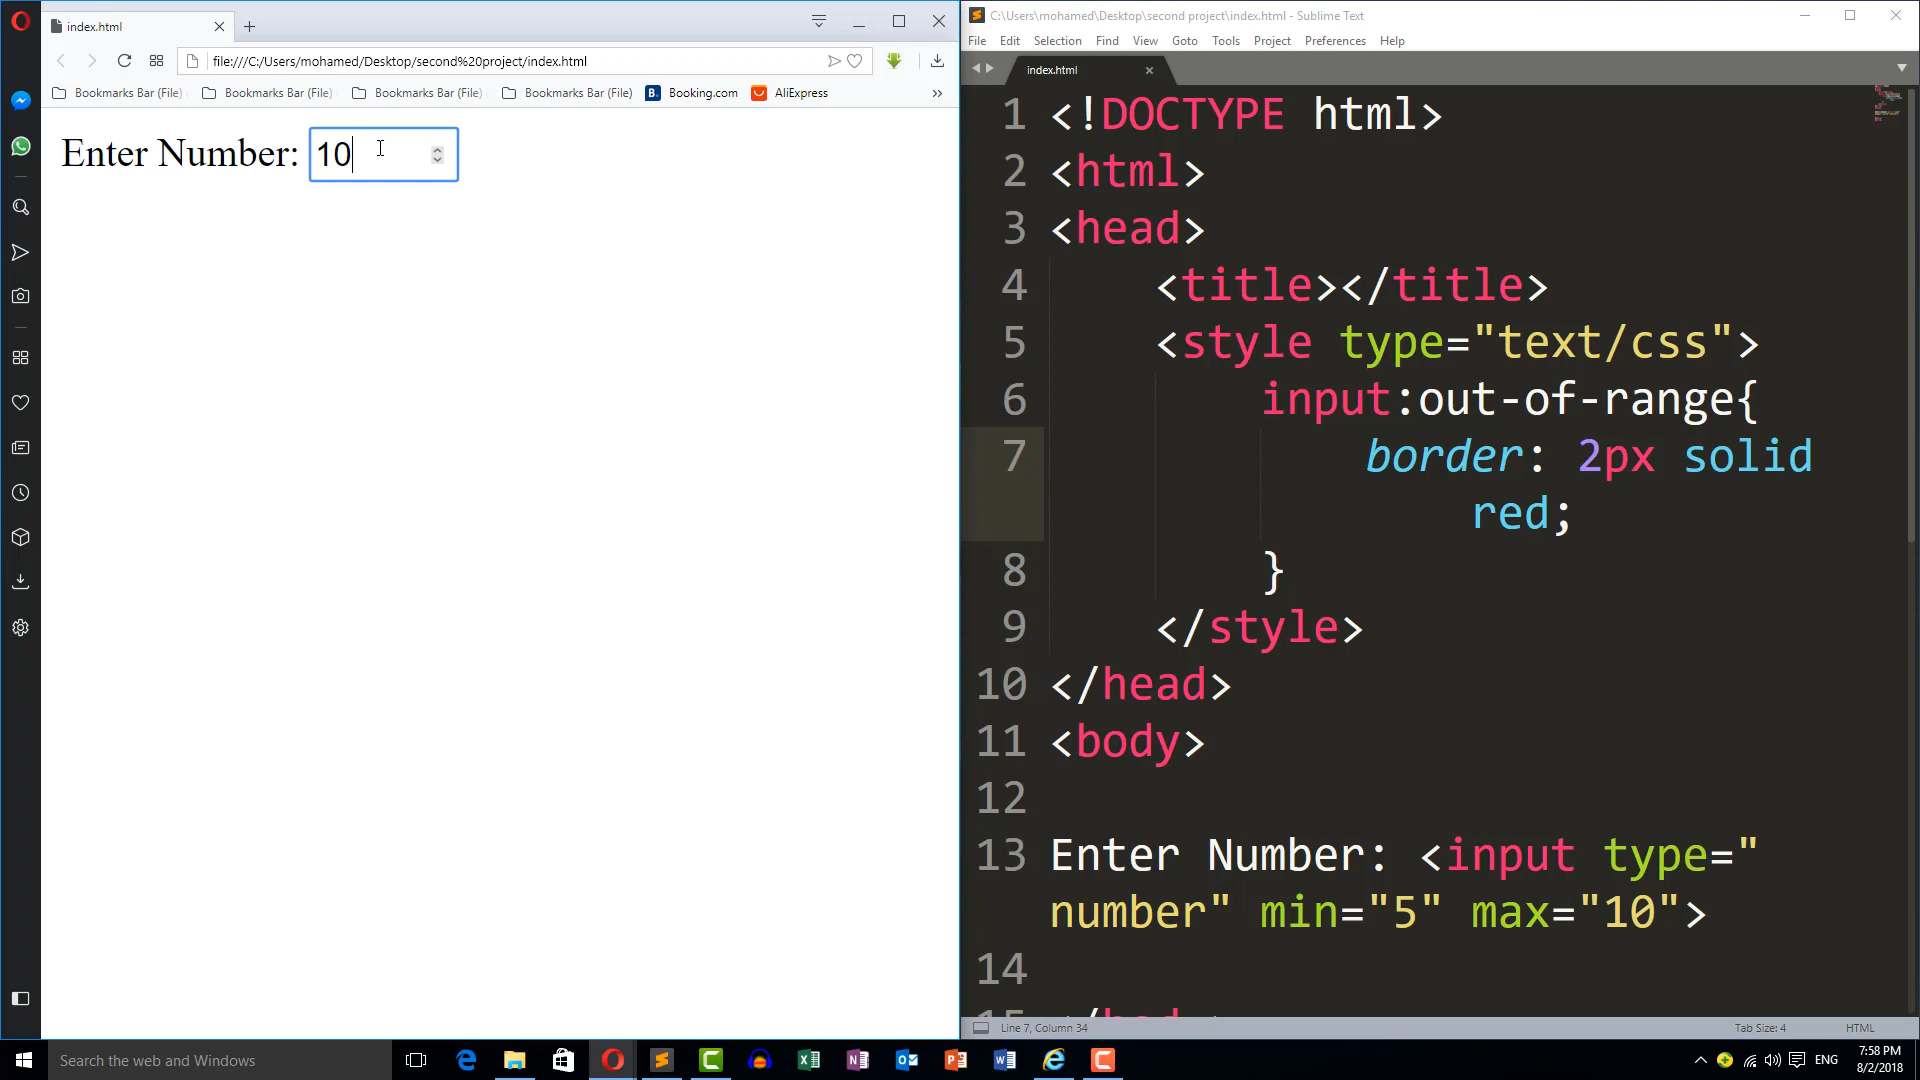 index.html
file:///C:/Users/mohamed/Desktop/second%20project/index.html
Bookmarks Bar (File)
Bookmarks Bar (File)
Bookmarks Bar (File)
Bookmarks Bar (File)
B. Booking.com
AliExpress
Enter Number: 10
C:\Users\mohamed\Desktop\second project\index.html - Sublime Text
File Edit Selection Find View Goto Tools Project Preferences Help
index.html
1 <!DOCTYPE html>
2 <html>
3 <head>
4 <title></title>
5 <style type="text/css">
6 input:out-of-range{
7 border: 2px solid
red;
8 }
9 </style>
10 </head>
11 <body>
12
13 Enter Number: <input type="
number" min="5" max="10">
14
Line 7, Column 34
Tab Size: 4
HTML
Search the web and Windows
ENG
7:58 PM
8/2/2018